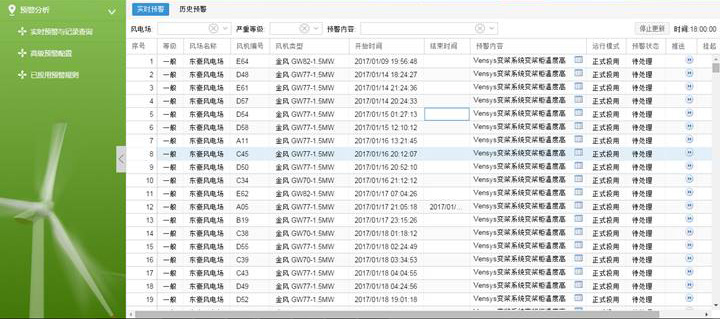 预警分析
实时预警与记录查询
高级预警配置
已投用预警规则
实时预警 历史预警
风电场 严重等级 预警内容 停止更新 时间:18:00:00
序号 等级 风场名称 风机编号 风机类型 开始时间 结束时间 预警内容 运行模式 预警状态 推送 挂起
1 一般 东臺风电场 E64 金风 GW82-1.5MW 2017/01/09 19:56:48 Vensys变桨系统变桨柜温度高 正式投用 待处理
2 一般 东臺风电场 D48 金风 GW77-1.5MW 2017/01/14 18:24:27 Vensys变桨系统变桨柜温度高 正式投用 待处理
3 一般 东臺风电场 E61 金风 GW77-1.5MW 2017/01/14 21:24:36 Vensys变桨系统变桨柜温度高 正式投用 待处理
4 一般 东臺风电场 D57 金风 GW77-1.5MW 2017/01/14 20:24:33 Vensys变桨系统变桨柜温度高 正式投用 待处理
5 一般 东臺风电场 D54 金风 GW77-1.5MW 2017/01/15 01:27:13 Vensys变桨系统变桨柜温度高 正式投用 待处理
6 一般 东臺风电场 D58 金风 GW77-1.5MW 2017/01/15 12:10:12 Vensys变桨系统变桨柜温度高 正式投用 待处理
7 一般 东臺风电场 A11 金风 GW77-1.5MW 2017/01/16 13:21:45 Vensys变桨系统变桨柜温度高 正式投用 待处理
8 一般 东臺风电场 C45 金风 GW77-1.5MW 2017/01/16 20:12:07 Vensys变桨系统变桨柜温度高 正式投用 待处理
9 一般 东臺风电场 D50 金风 GW77-1.5MW 2017/01/16 20:52:10 Vensys变桨系统变桨柜温度高 正式投用 待处理
10 一般 东臺风电场 C34 金风 GW77-1.5MW 2017/01/16 21:12:12 Vensys变桨系统变桨柜温度高 正式投用 待处理
11 一般 东臺风电场 E62 金风 GW82-1.5MW 2017/01/17 07:04:26 Vensys变桨系统变桨柜温度高 正式投用 待处理
12 一般 东臺风电场 A05 金风 GW77-1.5MW 2017/01/17 21:05:18 2017/01/... Vensys变桨系统变桨柜温度高 正式投用 待处理
13 一般 东臺风电场 B19 金风 GW77-1.5MW 2017/01/17 23:15:26 Vensys变桨系统变桨柜温度高 正式投用 待处理
14 一般 东臺风电场 C38 金风 GW77-1.5MW 2017/01/18 01:18:12 Vensys变桨系统变桨柜温度高 正式投用 待处理
15 一般 东臺风电场 D55 金风 GW77-1.5MW 2017/01/18 02:24:49 Vensys变桨系统变桨柜温度高 正式投用 待处理
16 一般 东臺风电场 C39 金风 GW70-1.5MW 2017/01/18 03:34:53 Vensys变桨系统变桨柜温度高 正式投用 待处理
17 一般 东臺风电场 C43 金风 GW77-1.5MW 2017/01/18 04:04:55 Vensys变桨系统变桨柜温度高 正式投用 待处理
18 一般 东臺风电场 D49 金风 GW77-1.5MW 2017/01/18 04:24:56 Vensys变桨系统变桨柜温度高 正式投用 待处理
19 一般 东臺风电场 D52 金风 GW77-1.5MW 2017/01/18 19:01:18 Vensys变桨系统变桨柜温度高 正式投用 待处理